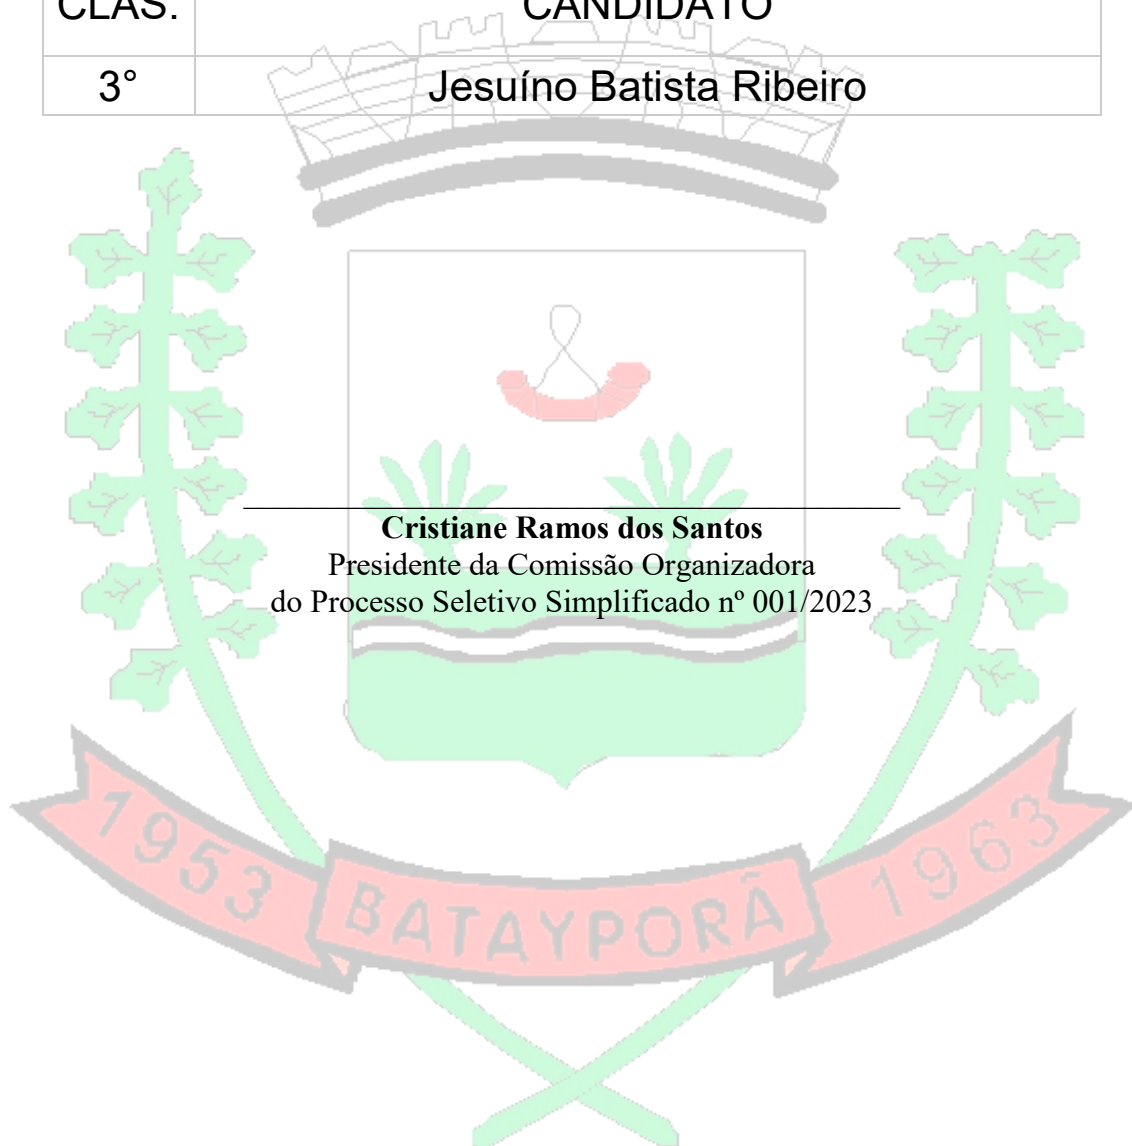 CLAS. CANDIDATO
3° Jesuíno Batista Ribeiro
Cristiane Ramos dos Santos
Presidente da Comissão Organizadora
do Processo Seletivo Simplificado nº 001/2023
1953 BATAYPORÃ 1963